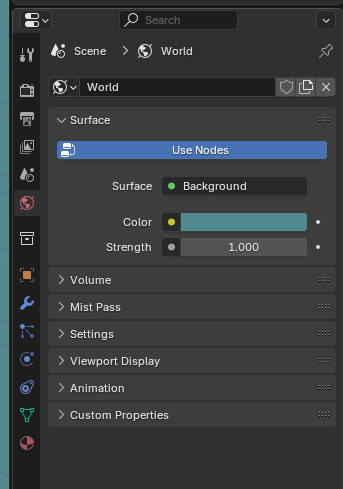 Search
Scene World
World
Surface
Use Nodes
Surface Background
Color
Strength 1.000
Volume
Mist Pass
Settings
Viewport Display
Animation
Custom Properties